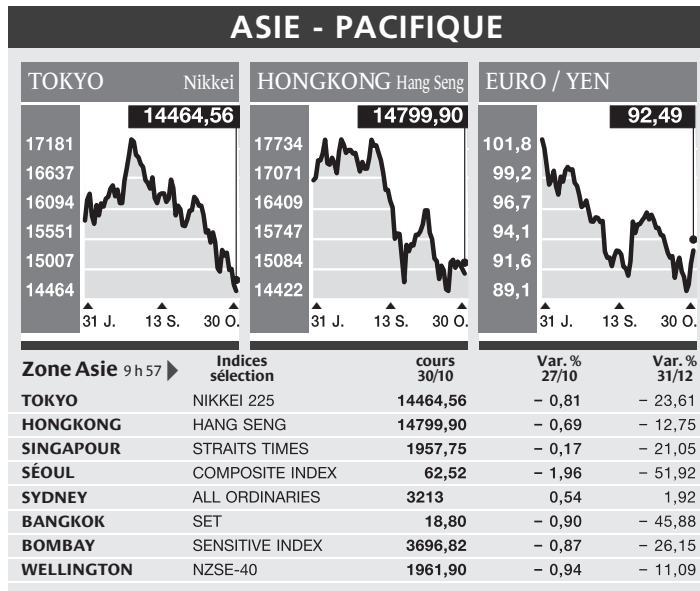 ASIE - PACIFIQUE
TOKYO Nikkei
14464,56
17181
16637
16094
15551
15007
14464
31 J. 13 S. 30 O.
HONGKONG Hang Seng
14799,90
17734
17071
16409
15747
15084
14422
31 J. 13 S. 30 O.
EURO / YEN
92,49
101,8
99,2
96,7
94,1
91,6
89,1
31 J. 13 S. 30 O.
Zone Asie 9 h 57 Indices sélection cours 30/10 Var. % 27/10 Var. % 31/12
TOKYO NIKKEI 225 14464,56 – 0,81 – 23,61
HONGKONG HANG SENG 14799,90 – 0,69 – 12,75
SINGAPOUR STRAITS TIMES 1957,75 – 0,17 – 21,05
SÉOUL COMPOSITE INDEX 62,52 – 1,96 – 51,92
SYDNEY ALL ORDINARIES 3213 0,54 1,92
BANGKOK SET 18,80 – 0,90 – 45,88
BOMBAY SENSITIVE INDEX 3696,82 – 0,87 – 26,15
WELLINGTON NZSE-40 1961,90 – 0,94 – 11,09